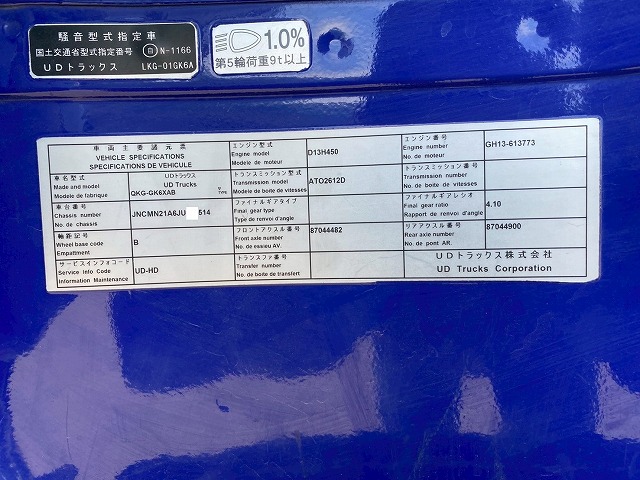 騒音型式指定車
国土交通省型式指定番号 自 N-1166
UDトラックス LKG-01GK6A
1.0%
第5輪荷重9t以上
車両主要諸元票
VEHICLE SPECIFICATIONS
SPECIFICATIONS DE VEHICULE
エンジン型式
Engine model
Modele de moteur
D13H450
エンジン番号
Engine number
No. de moteur
GH13-613773
車名型式
Made and model
Modele de fabrique
UDトラックス
UD Trucks
QKG-GK6XAB
トランスミッション型式
Transmission model
Modele de boite de vitesses
ATO2612D
トランスミッション番号
Transmission number
No de boite de vitesses
車台番号
Chassis number
No. de chassis
JNCMN21A6JU 514
ファイナルギアタイプ
Final gear type
Type de renvoi d'angle
ファイナルギアレシオ
Final gear ratio
Rapport de renvoi d'angle
4.10
軸距記号
Wheel base code
Empattment
B
フロントアクスル番号
Front axle number
No. de essieu AV.
87044482
リアアクスル番号
Rear axle number
No. de pont AR.
87044900
サービスインフォコード
Service info Code
Information Maintenance
UD-HD
トランスファ番号
Transfer number
No. de boite de transfert
UDトラックス株式会社
UD Trucks Corporation